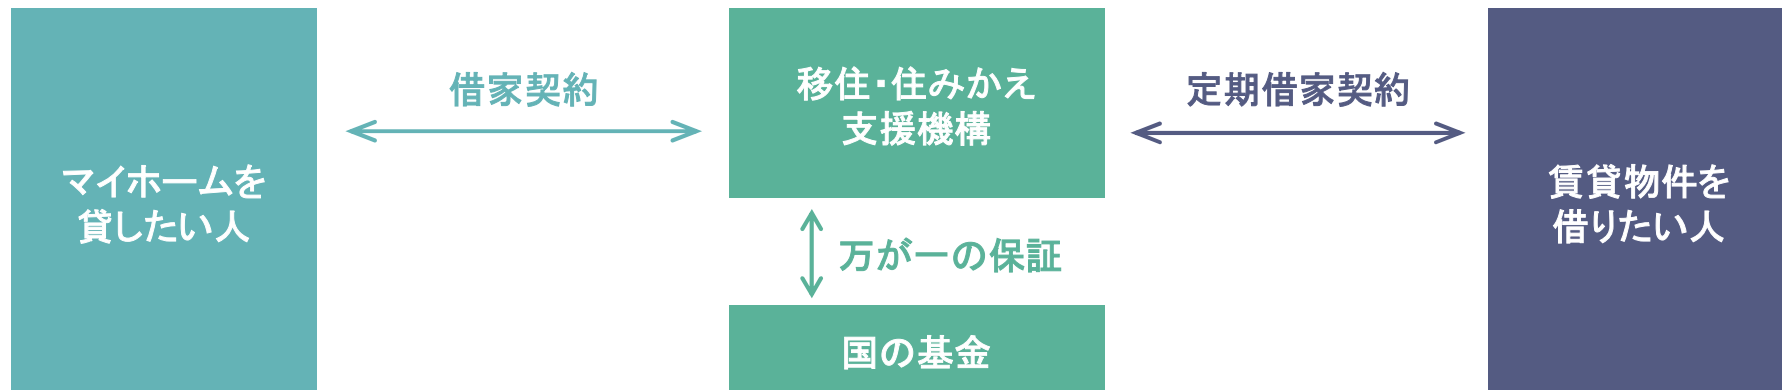 マイホームを
貸したい人
借家契約
移住・住みかえ
支援機構
万が一の保証
国の基金
定期借家契約
賃貸物件を
借りたい人